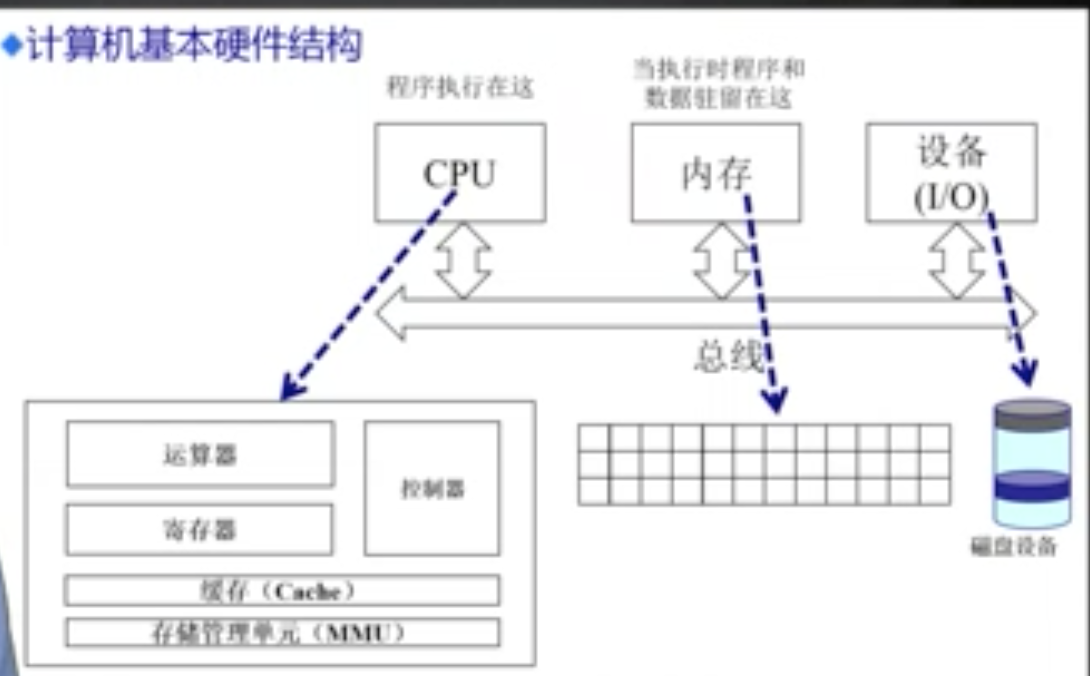 计算机基本硬件结构
程序执行在这
当执行时程序和
数据驻留在这
CPU
内存
设备
(I/O)
总线
运算器
控制器
寄存器
缓存（Cache）
存储管理单元（MMU）
磁盘设备